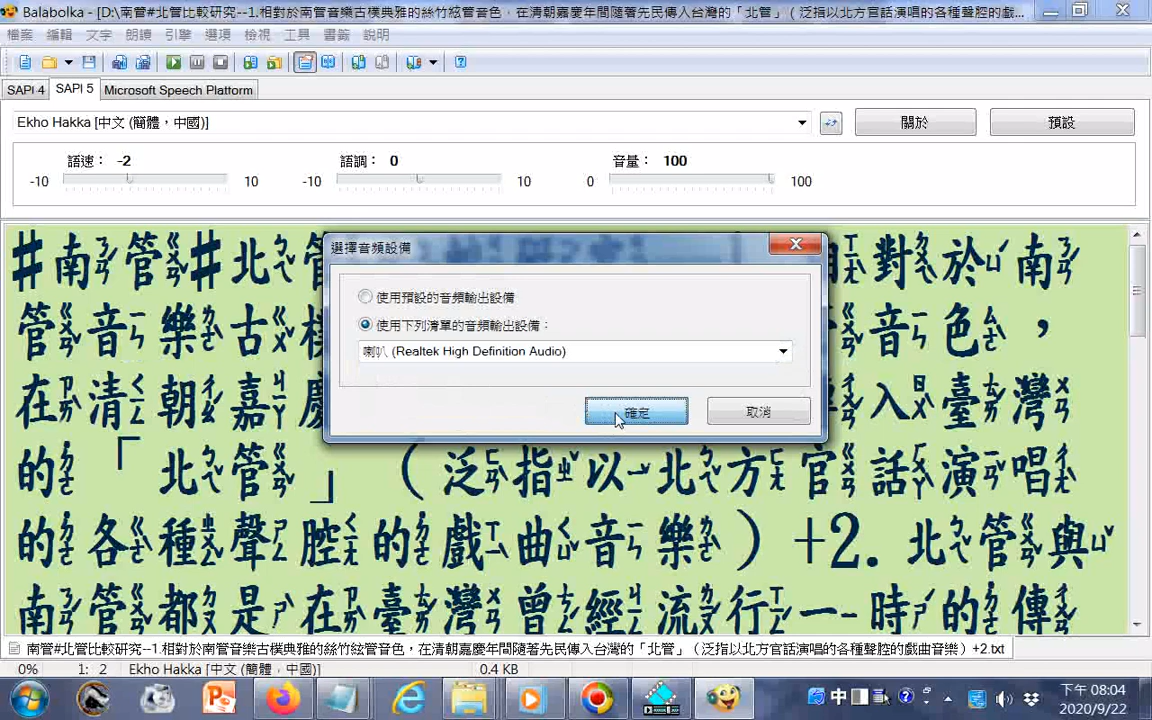 Balabolka - [D:\南管#北管比較研究--1.相對於南管音樂古樸典雅的絲竹絃管音色，在清朝嘉慶年間隨著先民傳入台灣的「北管」（泛指以北方官話演唱的各種聲腔的戲...
檔案 編輯 文字 朗讀 引擎 選項 檢視 工具 書籤 說明
SAPI 4 SAPI 5 Microsoft Speech Platform
Ekho Hakka [中文 (簡體，中國)] 關於 預設
語速： -2 語調： 0 音量： 100
-10 10 -10 10 0 100
選擇音頻設備
使用預設的音頻輸出設備
使用下列清單的音頻輸出設備：
喇叭 (Realtek High Definition Audio)
確定 取消
#南管#北管 對於南
管音樂古樸 音色，
在清朝嘉慶 入臺灣
的「北管」（泛指以北方官話演唱
的各種聲腔的戲曲音樂）+2. 北管與
南管都是在臺灣曾經流行一時的傳
南管#北管比較研究--1.相對於南管音樂古樸典雅的絲竹絃管音色，在清朝嘉慶年間隨著先民傳入台灣的「北管」（泛指以北方官話演唱的各種聲腔的戲曲音樂）+2.txt
0% 1: 2 Ekho Hakka [中文 (簡體，中國)] 0.4 KB
中
下午 08:04
2020/9/22